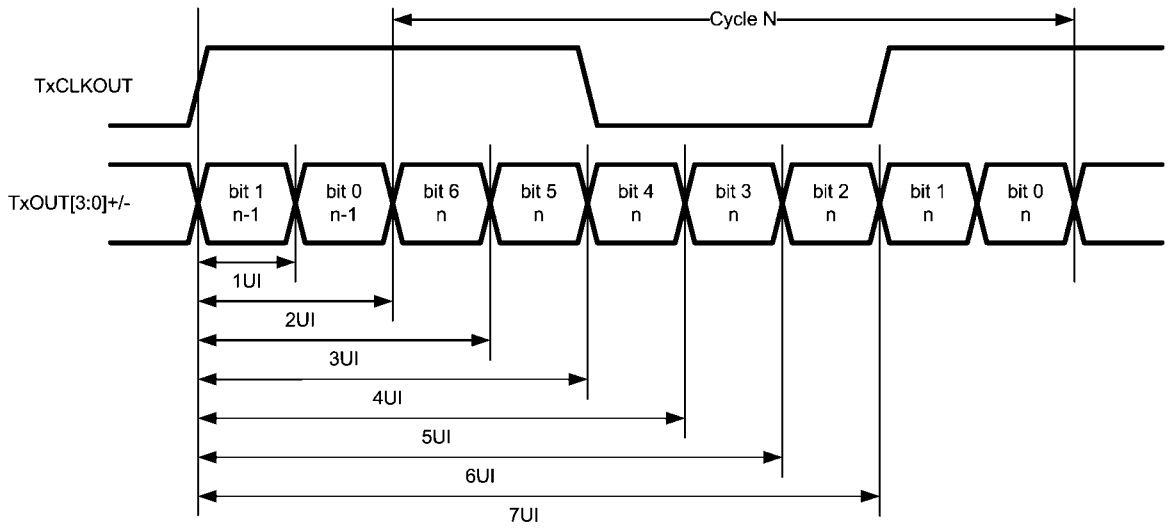 Cycle N
TxCLKOUT
TxOUT[3:0]+/-
bit 1
n-1
bit 0
n-1
bit 6
n
bit 5
n
bit 4
n
bit 3
n
bit 2
n
bit 1
n
bit 0
n
1UI
2UI
3UI
4UI
5UI
6UI
7UI